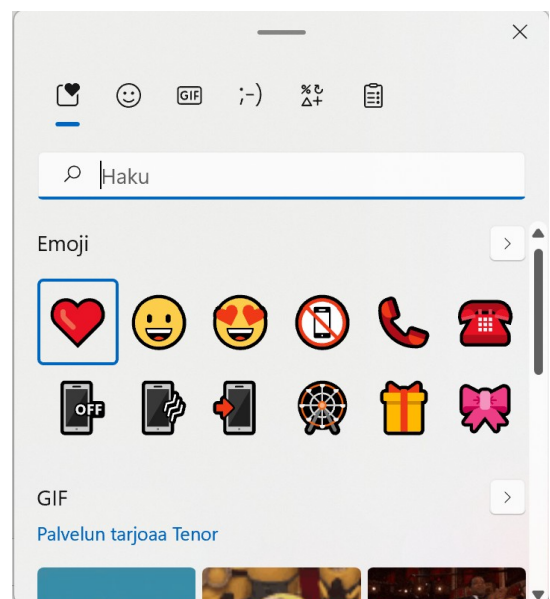 GIF
;-)
Haku
Emoji
OFF
GIF
Palvelun tarjoaa Tenor